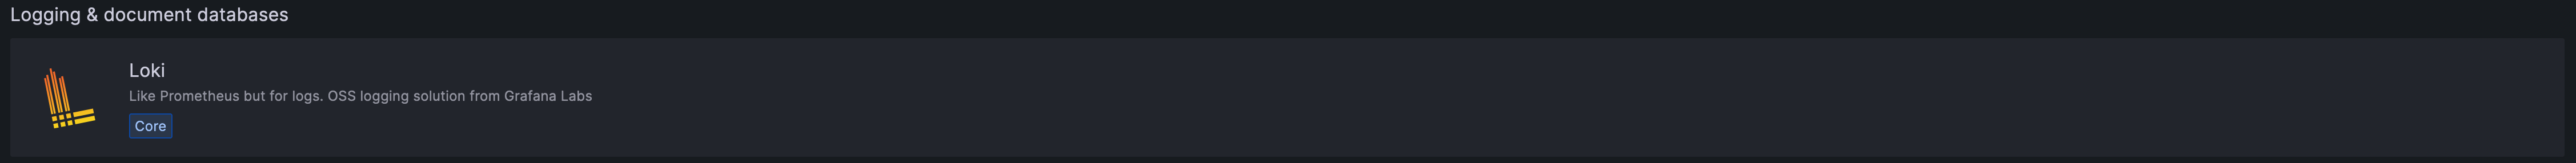 Logging & document databases
Loki
Like Prometheus but for logs. OSS logging solution from Grafana Labs
Core